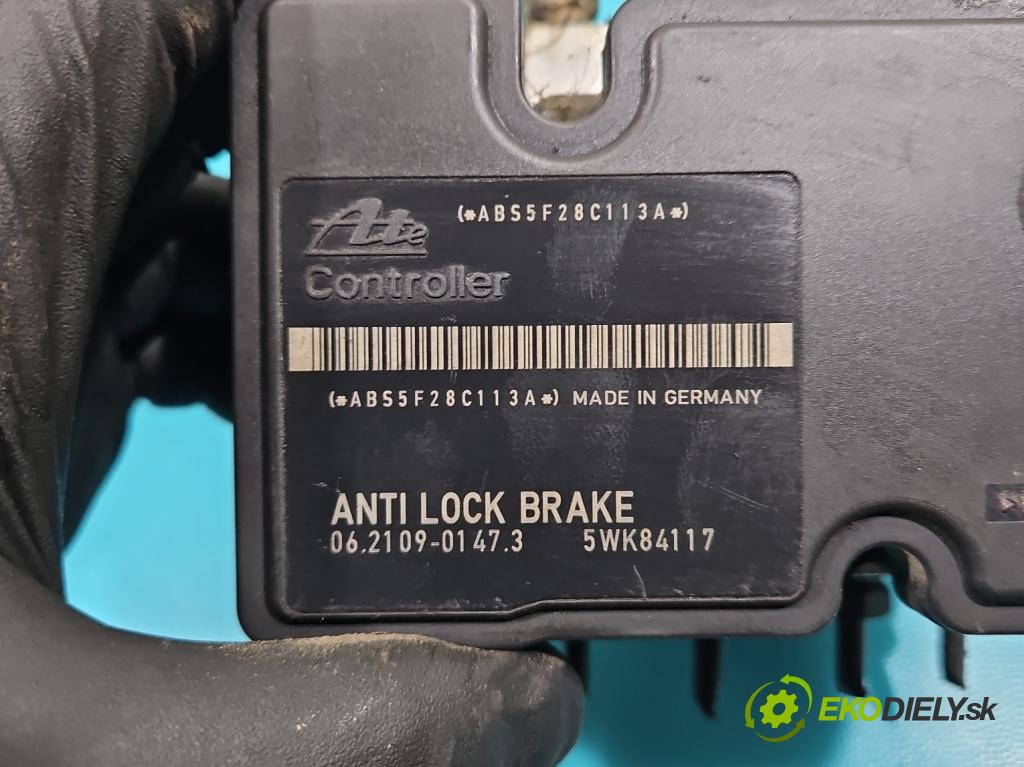 Ate
(*ABS5F28C113A*)
Controller
(*ABS5F28C113A*) MADE IN GERMANY
ANTI LOCK BRAKE
06.2109-0147.3 5WK84117
EKODIELY.sk